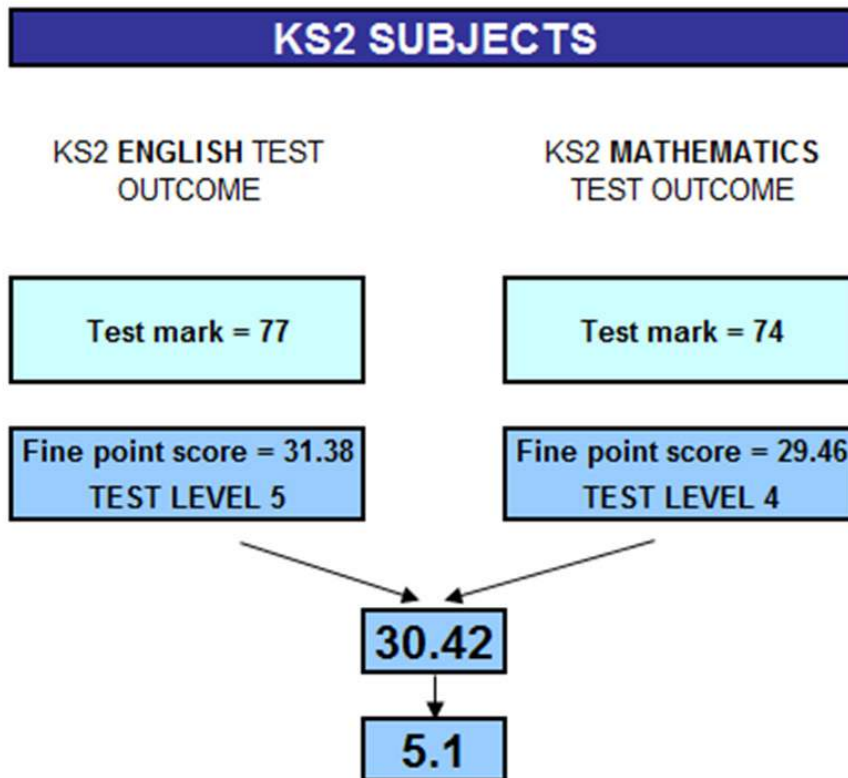 KS2 SUBJECTS
KS2 ENGLISH TEST
OUTCOME
KS2 MATHEMATICS
TEST OUTCOME
Test mark = 77
Test mark = 74
Fine point score = 31.38
TEST LEVEL 5
Fine point score = 29.46
TEST LEVEL 4
30.42
5.1